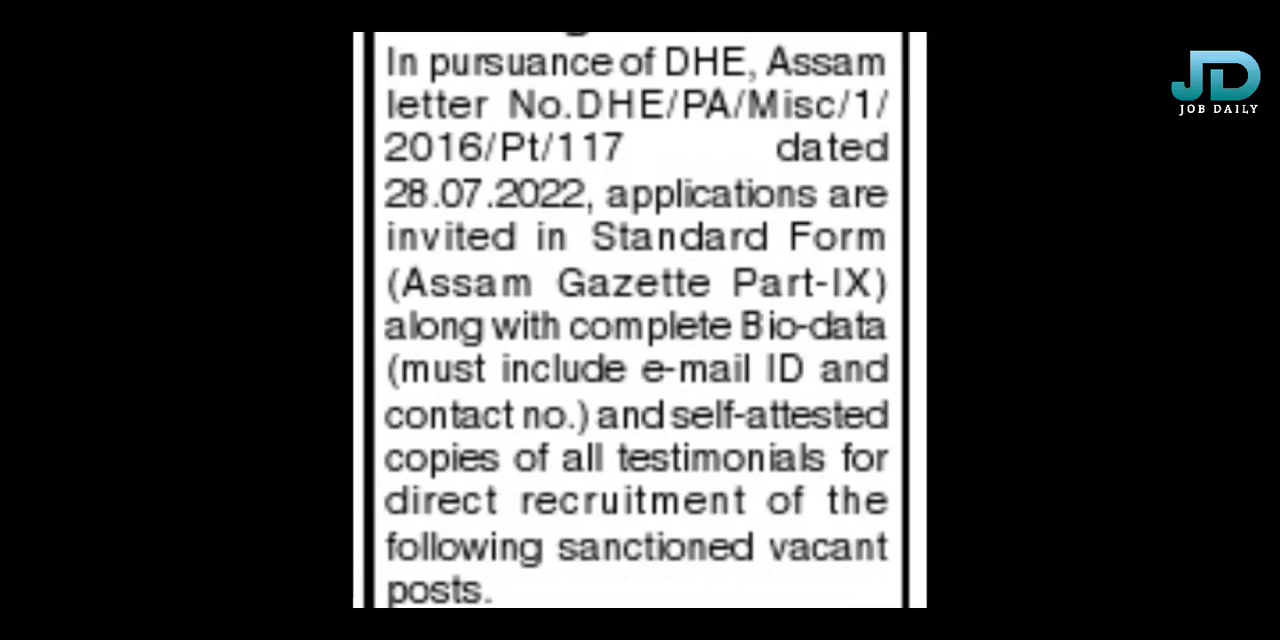 In pursuance of DHE, Assam
letter No.DHE/PA/Misc/1/
2016/Pt/117 dated
28.07.2022, applications are
invited in Standard Form
(Assam Gazette Part-IX)
along with complete Bio-data
(must include e-mail ID and
contact no.) and self-attested
copies of all testimonials for
direct recruitment of the
following sanctioned vacant
posts.
JD
JOB DAILY